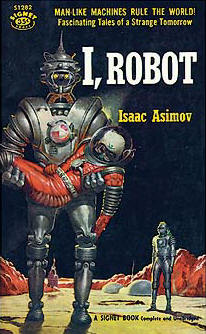 S1282
SIGNET
35¢
BOOKS
MAN-LIKE MACHINES RULE THE WORLD!
Fascinating Tales of a Strange Tomorrow
I, ROBOT
Isaac Asimov
A SIGNET BOOK Complete and Unabridged